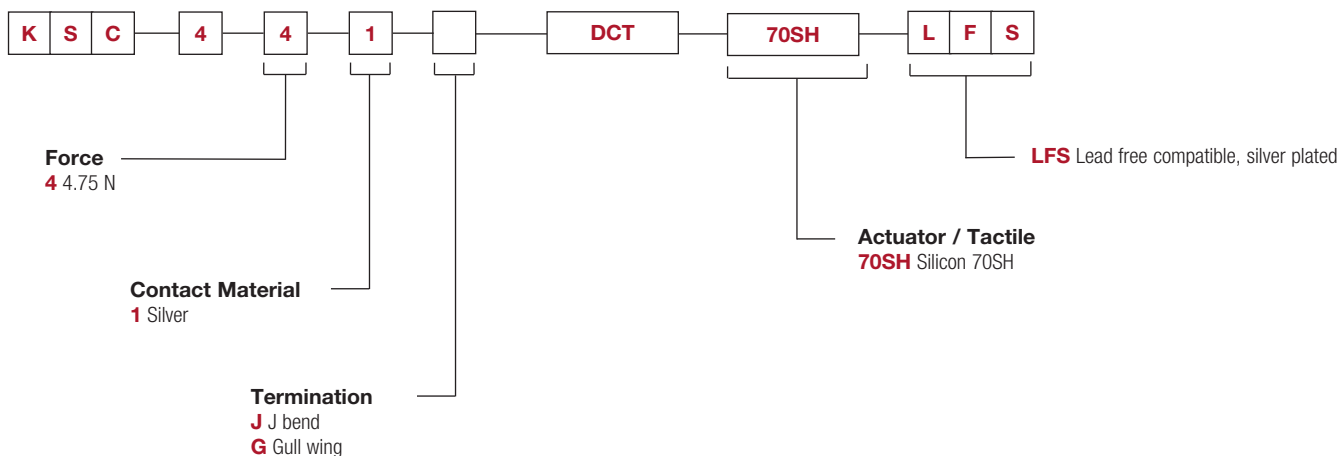 K S C 4 4 1 DCT 70SH L F S
Force
4 4.75 N
LFS Lead free compatible, silver plated
Actuator / Tactile
70SH Silicon 70SH
Contact Material
1 Silver
Termination
J J bend
G Gull wing